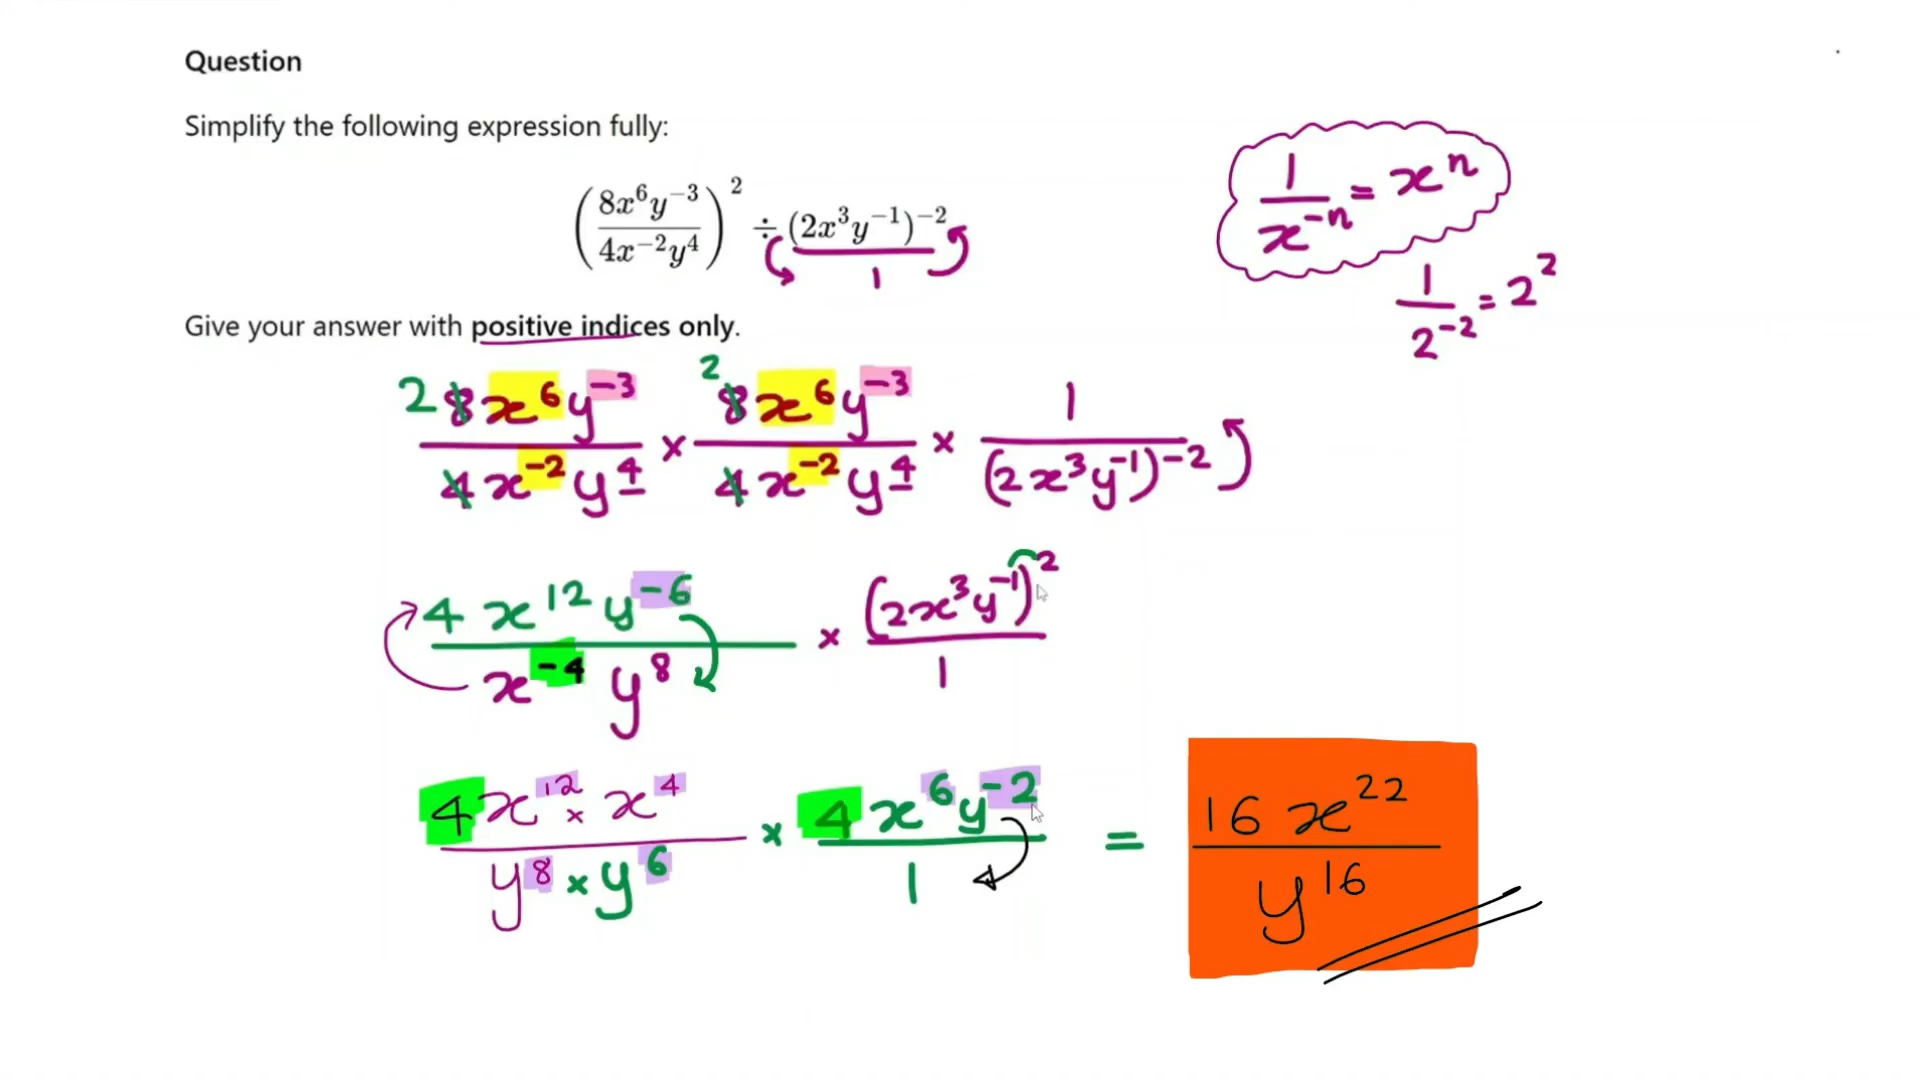 Question
Simplify the following expression fully:
(8x⁶y⁻³ / 4x⁻²y⁴)² ÷ (2x³y⁻¹)⁻² / 1
1 / x⁻ⁿ = xⁿ
1 / 2⁻² = 2²
Give your answer with positive indices only.
2 8x⁶y⁻³ / 4x⁻²y⁴ × 2 8x⁶y⁻³ / 4x⁻²y⁴ × 1 / (2x³y⁻¹)⁻²
4x¹²y⁻⁶ / x⁻⁴y⁸ × (2x³y⁻¹)² / 1
4x¹² × x⁴ / y⁸ × y⁶ × 4x⁶y⁻² / 1 = 16x²² / y¹⁶